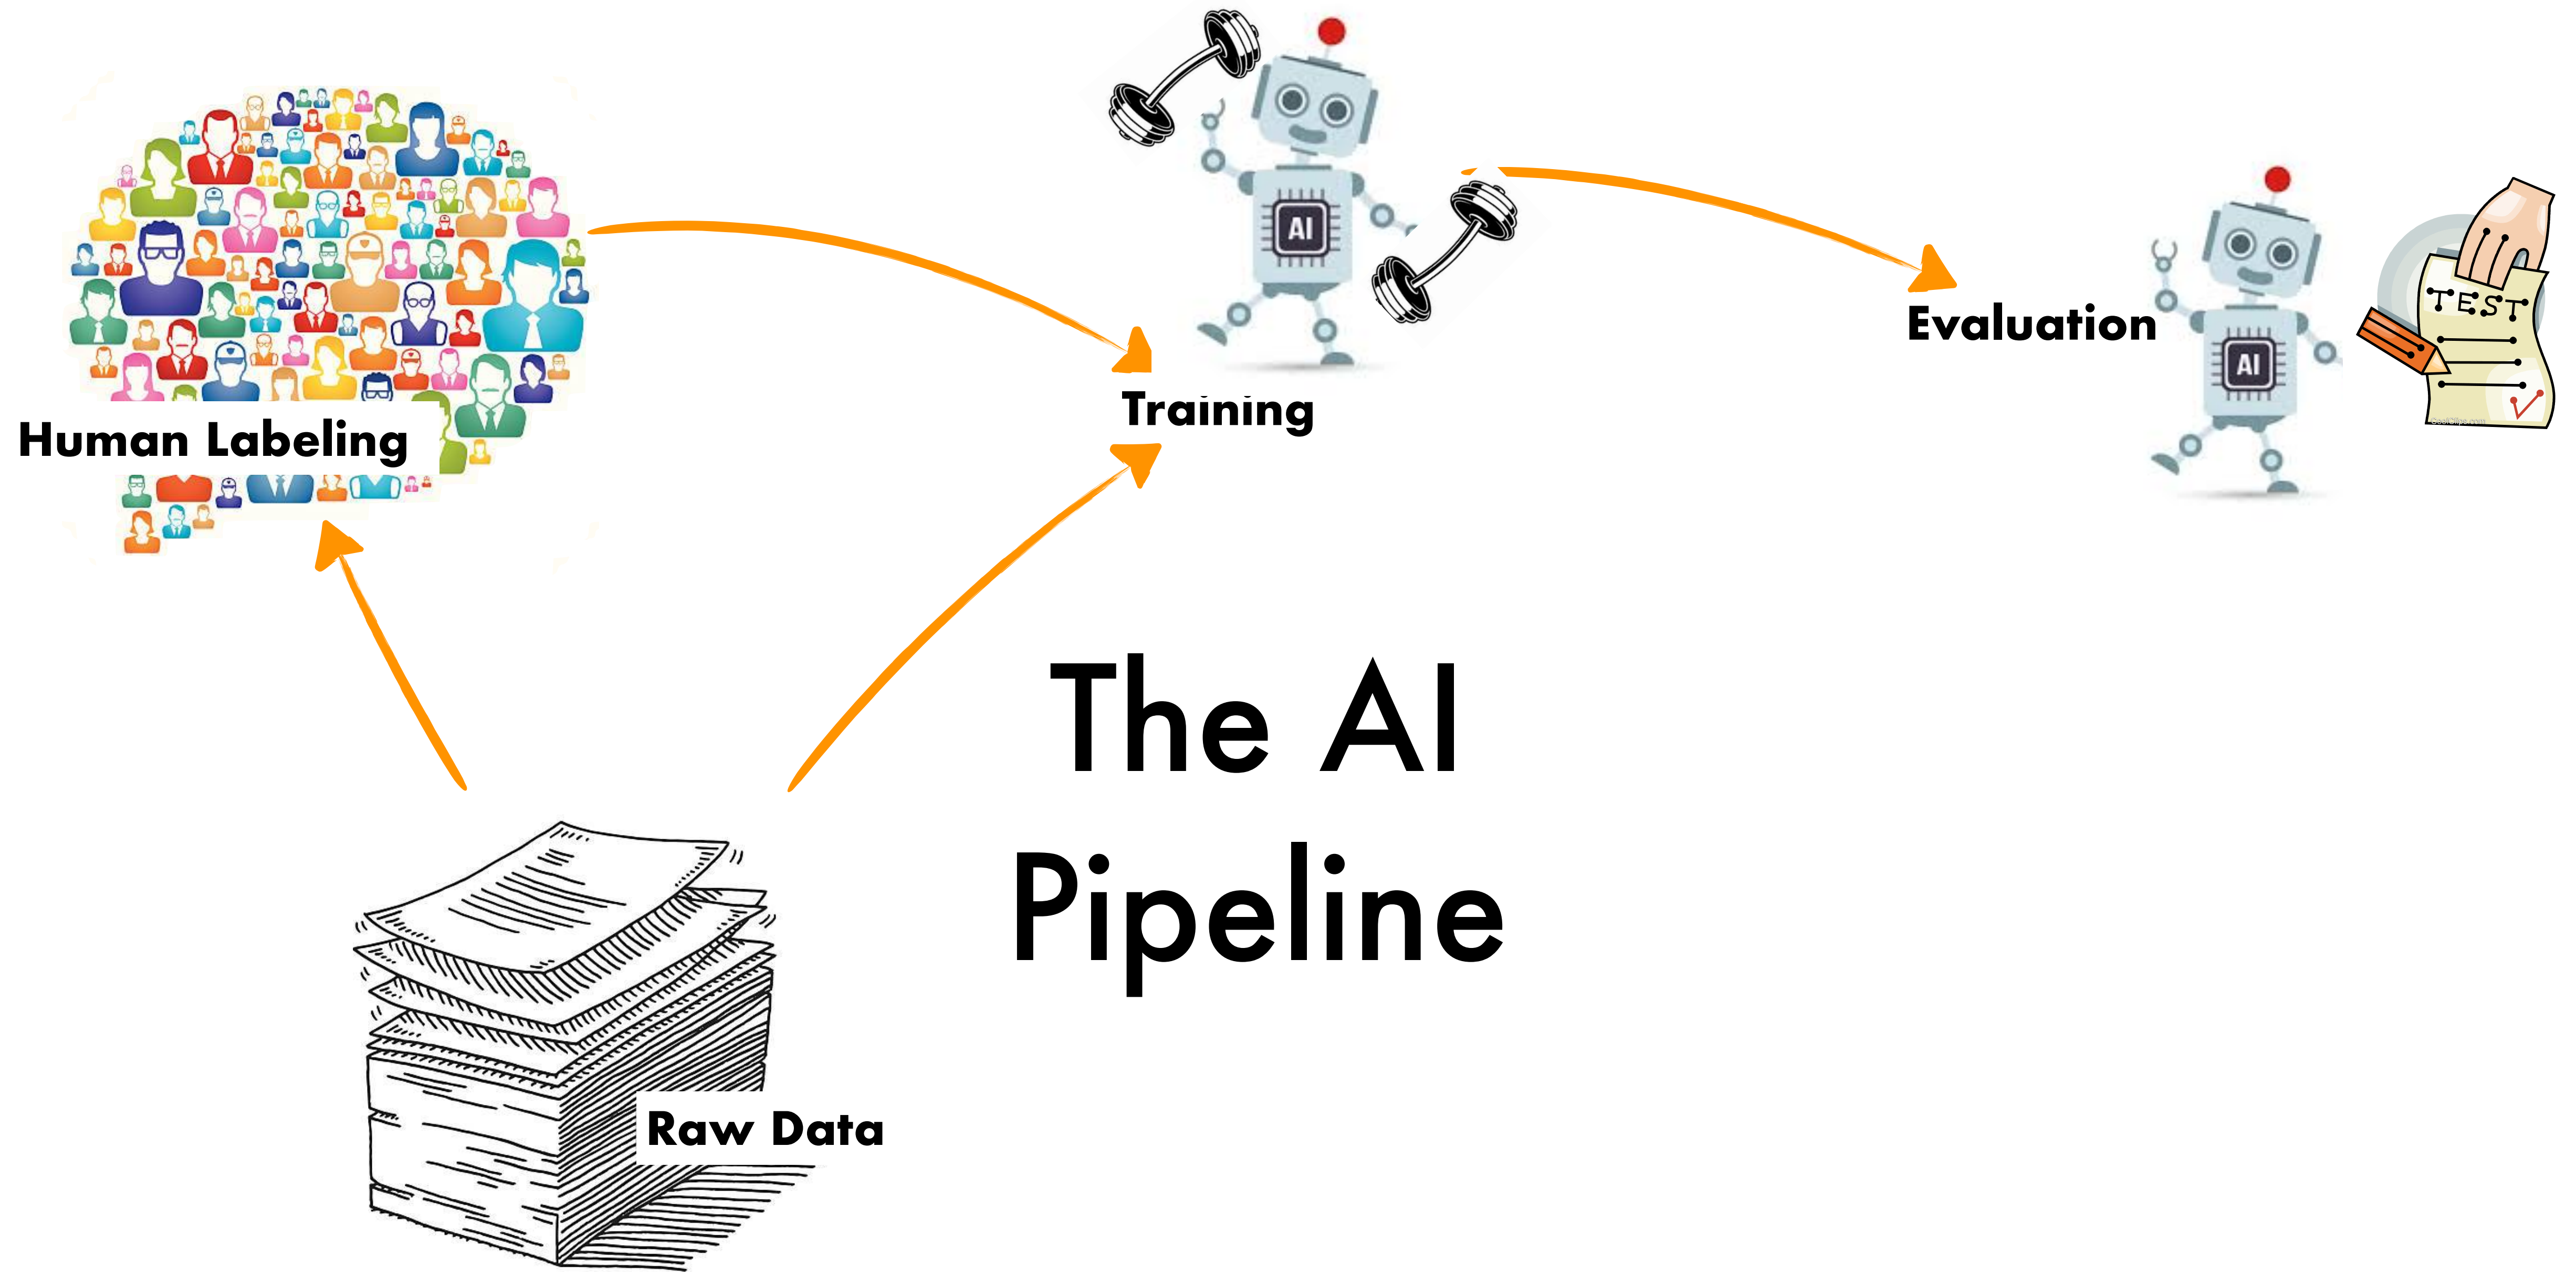 AI
Training
Human Labeling
Evaluation
AI
TEST
The AI
Pipeline
Raw Data